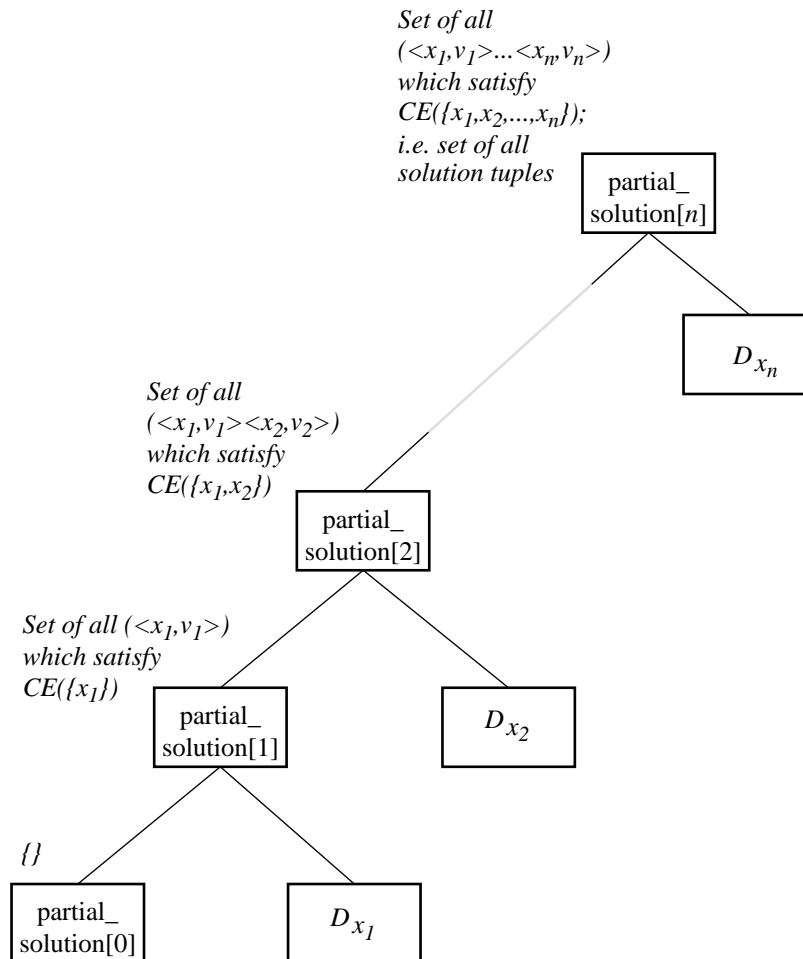 Set of all
(<x1,v1>...<xn,vn>)
which satisfy
CE({x1,x2,...,xn});
i.e. set of all
solution tuples
partial_
solution[n]
Dxn
Set of all
(<x1,v1><x2,v2>)
which satisfy
CE({x1,x2})
partial_
solution[2]
Set of all (<x1,v1>)
which satisfy
CE({x1})
partial_
solution[1]
Dx2
{}
partial_
solution[0]
Dx1